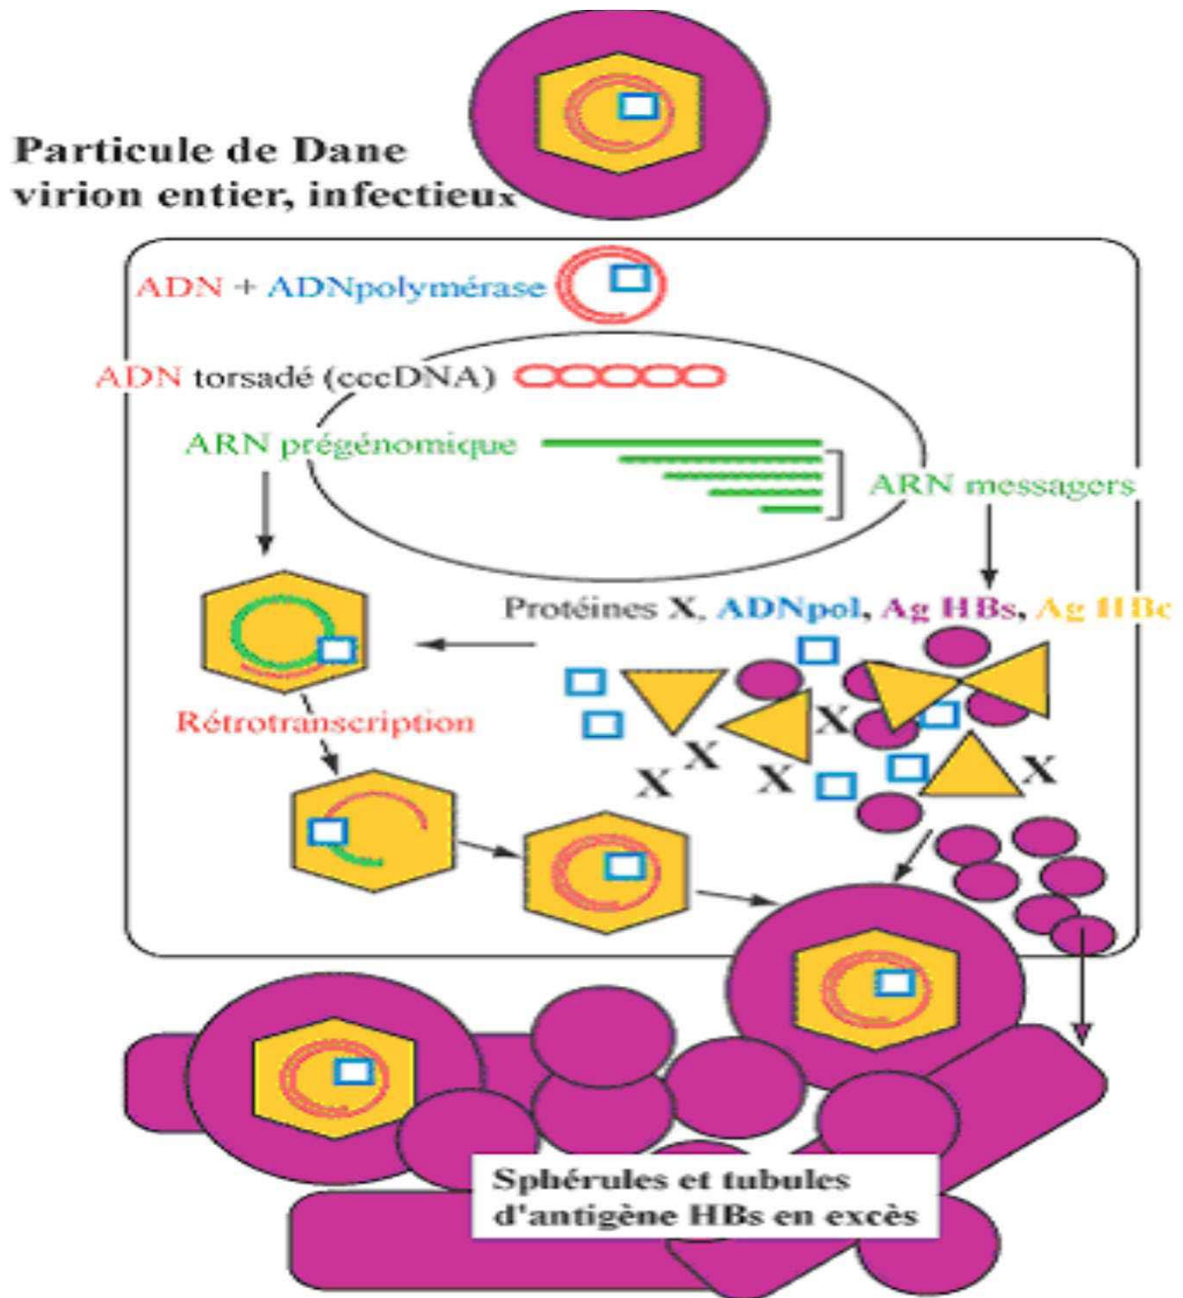 Particule de Dane
virion entier, infectieux
ADN + ADNpolymérase
ADN torsadé (cccDNA)
ARN prégénomique
ARN messagers
Protéines X, ADNpol, Ag HBs, Ag HBc
Rétrotranscription
X
X
X
X
X
Sphérules et tubules
d'antigène HBs en excès